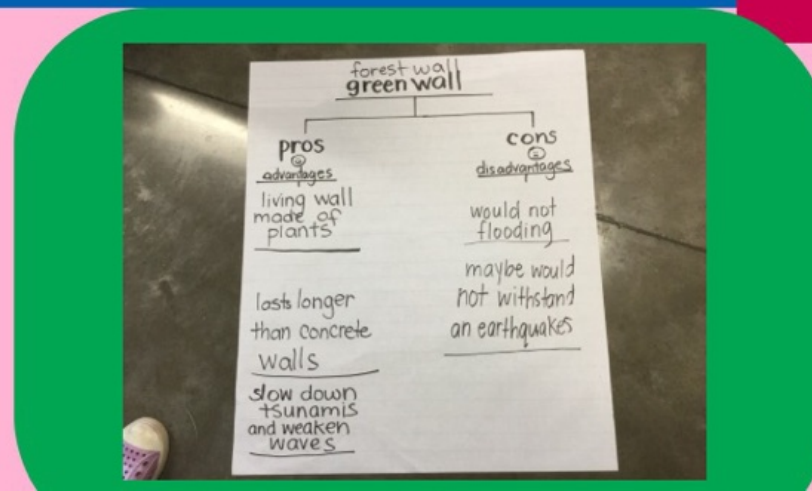 forest wall
green wall
pros
advantages
living wall
made of
plants
lasts longer
than concrete
walls
slow down
tsunamis
and weaken
waves
cons
disadvantages
would not
flooding
maybe would
not withstand
an earthquakes